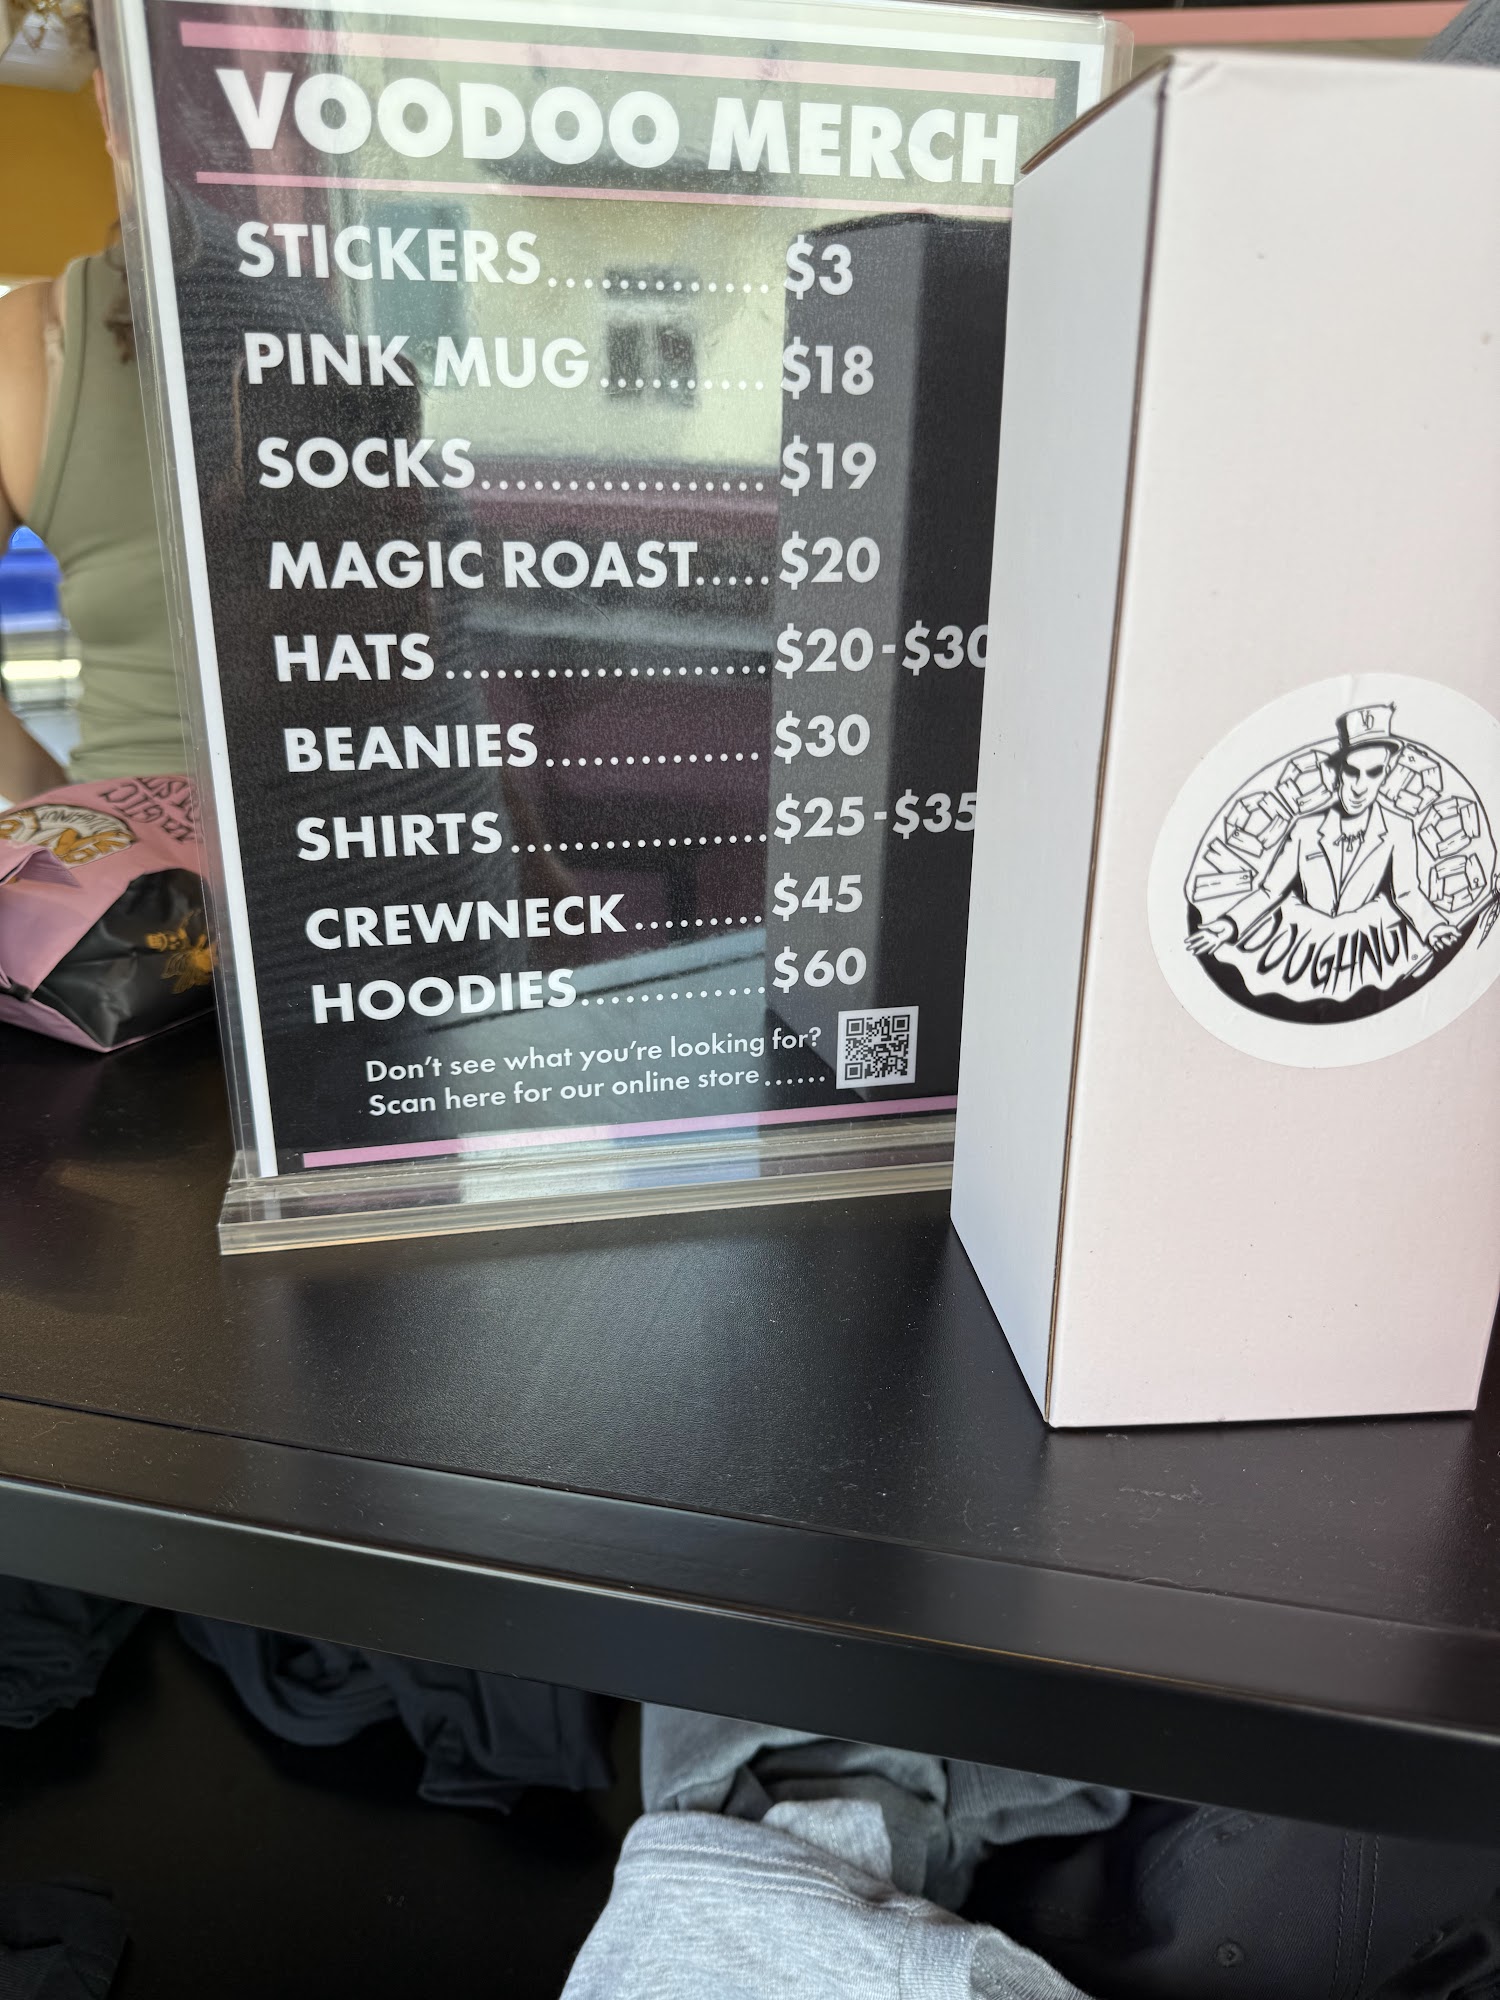 VOODOO MERCH
STICKERS............. $3
PINK MUG.......... $18
SOCKS.................. $19
MAGIC ROAST..... $20
HATS..................... $20-$30
BEANIES.............. $30
SHIRTS................. $25-$35
CREWNECK......... $45
HOODIES............. $60
Don't see what you're looking for?
Scan here for our online store......
VOODOO
DOUGHNUT
MAGIC